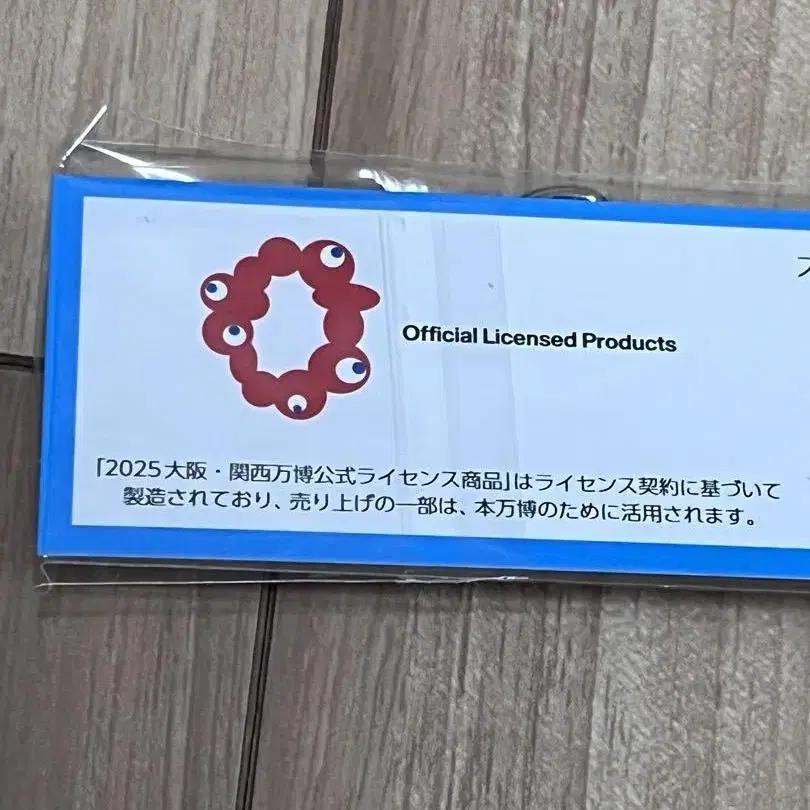 Official Licensed Products
「2025大阪・関西万博公式ライセンス商品」はライセンス契約に基づいて
製造されており、売り上げの一部は、本万博のために活用されます。